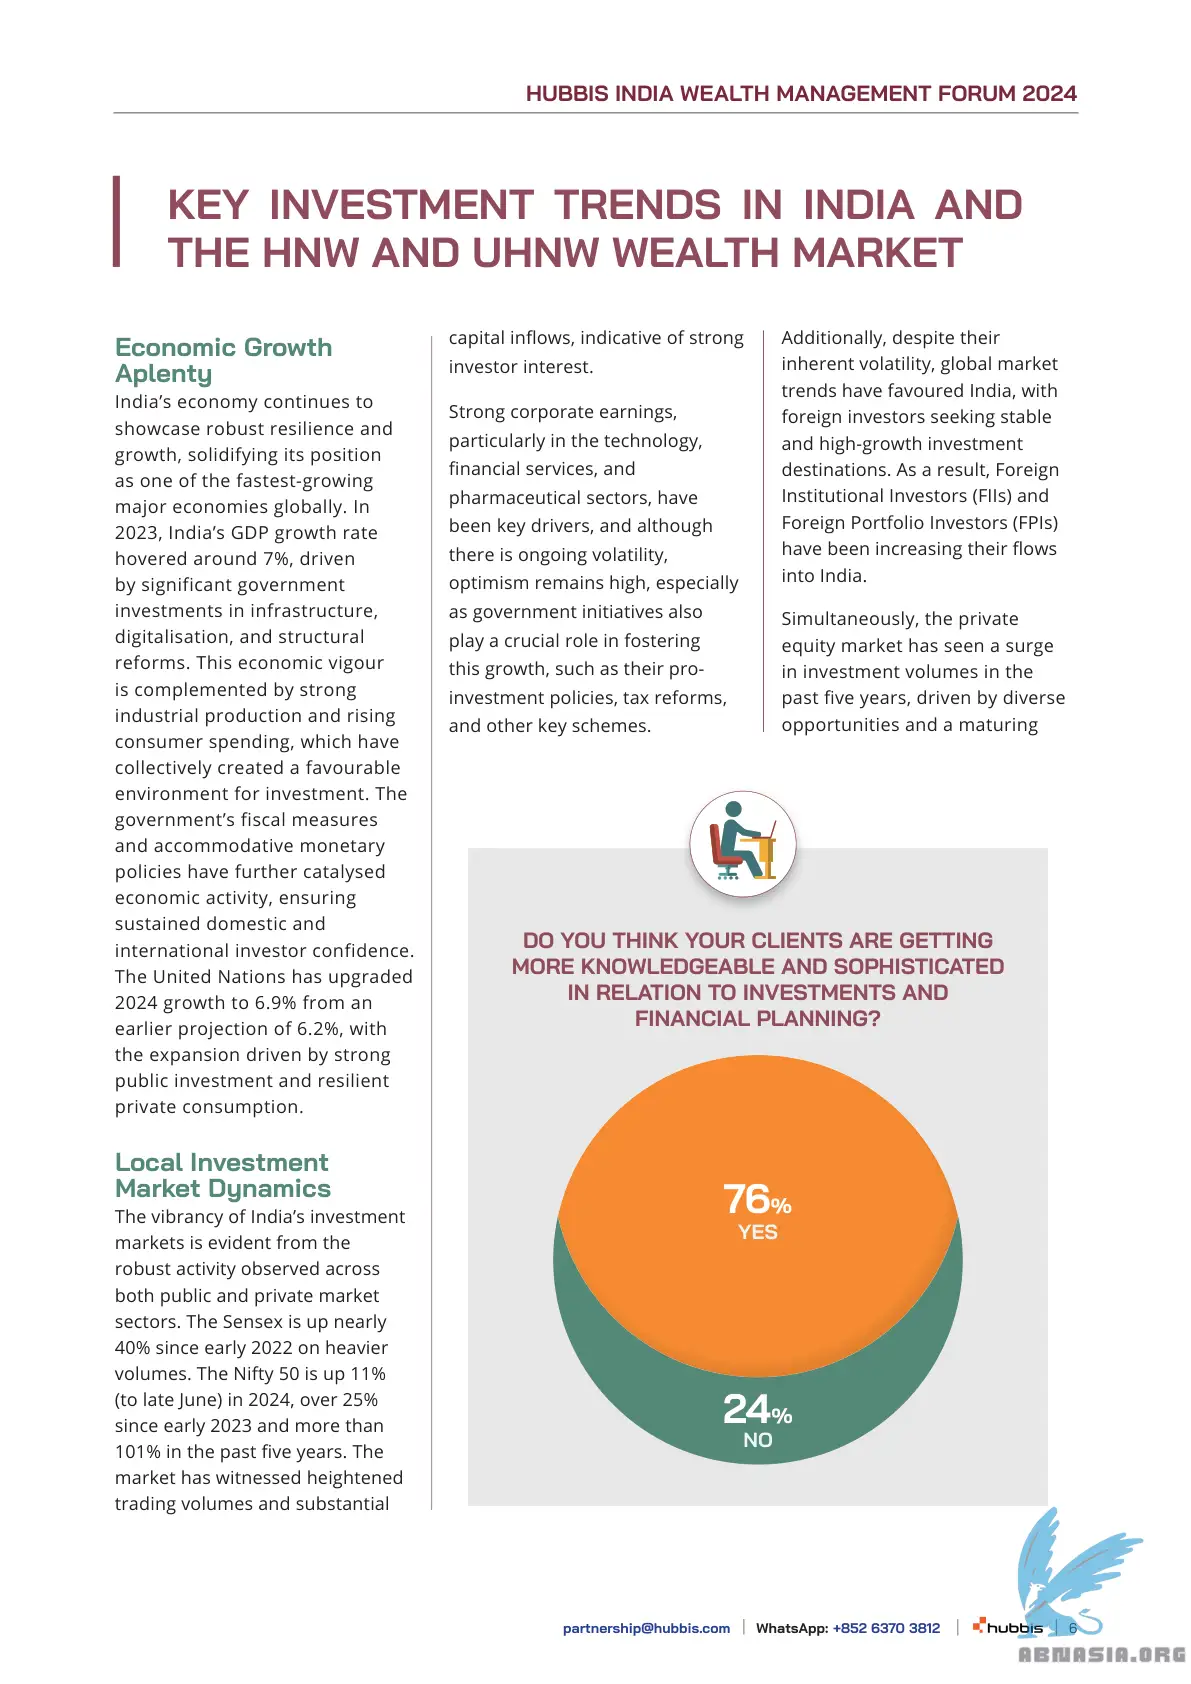 HUBBIS INDIA WEALTH MANAGEMENT FORUM 2024
KEY INVESTMENT TRENDS IN INDIA AND
THE HNW AND UHNW WEALTH MARKET
Economic Growth
Aplenty
India’s economy continues to
showcase robust resilience and
growth, solidifying its position
as one of the fastest-growing
major economies globally. In
2023, India’s GDP growth rate
hovered around 7%, driven
by significant government
investments in infrastructure,
digitalisation, and structural
reforms. This economic vigour
is complemented by strong
industrial production and rising
consumer spending, which have
collectively created a favourable
environment for investment. The
government’s fiscal measures
and accommodative monetary
policies have further catalysed
economic activity, ensuring
sustained domestic and
international investor confidence.
The United Nations has upgraded
2024 growth to 6.9% from an
earlier projection of 6.2%, with
the expansion driven by strong
public investment and resilient
private consumption.
Local Investment
Market Dynamics
The vibrancy of India’s investment
markets is evident from the
robust activity observed across
both public and private market
sectors. The Sensex is up nearly
40% since early 2022 on heavier
volumes. The Nifty 50 is up 11%
(to late June) in 2024, over 25%
since early 2023 and more than
101% in the past five years. The
market has witnessed heightened
trading volumes and substantial
capital inflows, indicative of strong
investor interest.
Strong corporate earnings,
particularly in the technology,
financial services, and
pharmaceutical sectors, have
been key drivers, and although
there is ongoing volatility,
optimism remains high, especially
as government initiatives also
play a crucial role in fostering
this growth, such as their pro-
investment policies, tax reforms,
and other key schemes.
Additionally, despite their
inherent volatility, global market
trends have favoured India, with
foreign investors seeking stable
and high-growth investment
destinations. As a result, Foreign
Institutional Investors (FIIs) and
Foreign Portfolio Investors (FPIs)
have been increasing their flows
into India.
Simultaneously, the private
equity market has seen a surge
in investment volumes in the
past five years, driven by diverse
opportunities and a maturing
DO YOU THINK YOUR CLIENTS ARE GETTING
MORE KNOWLEDGEABLE AND SOPHISTICATED
IN RELATION TO INVESTMENTS AND
FINANCIAL PLANNING?
76%
YES
24%
NO
partnership@hubbis.com | WhatsApp: +852 6370 3812 | hubbis | 6
ABNASIA.ORG